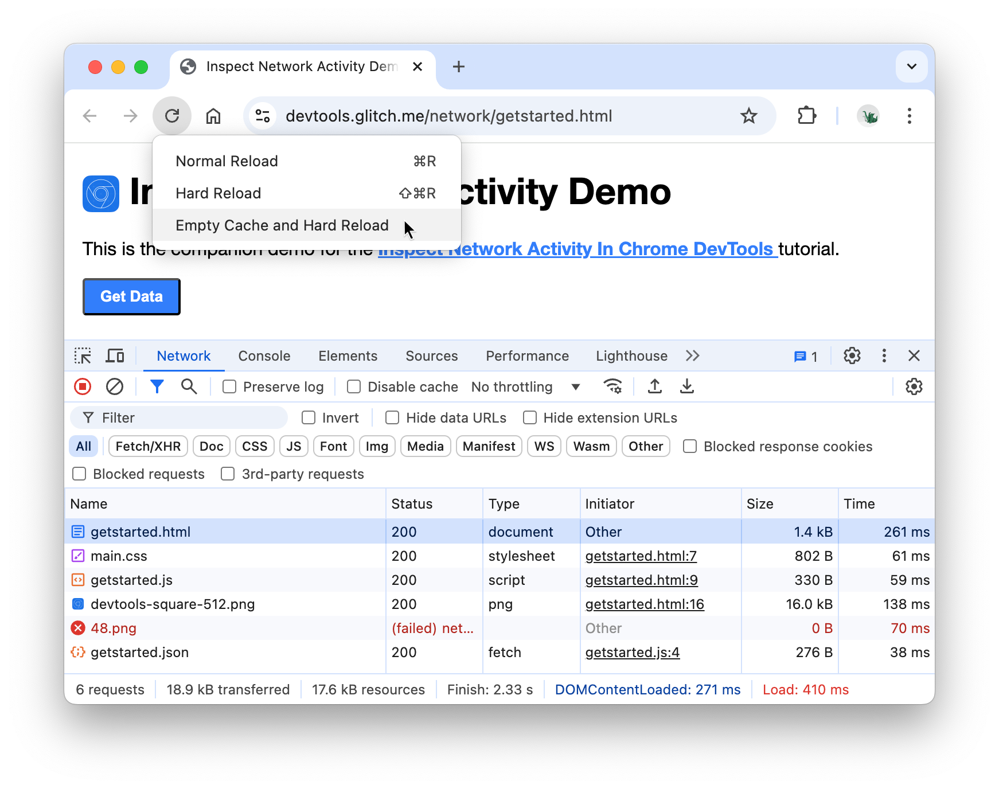 Inspect Network Activity Dem
devtools.glitch.me/network/getstarted.html
Normal Reload ⌘R
Hard Reload ⇧⌘R
Empty Cache and Hard Reload
In ctivity Demo
This is the companion demo for the Inspect Network Activity In Chrome DevTools tutorial.
Get Data
Network Console Elements Sources Performance Lighthouse 1
Preserve log Disable cache No throttling
Filter Invert Hide data URLs Hide extension URLs
All Fetch/XHR Doc CSS JS Font Img Media Manifest WS Wasm Other Blocked response cookies
Blocked requests 3rd-party requests
Name Status Type Initiator Size Time
getstarted.html 200 document Other 1.4 kB 261 ms
main.css 200 stylesheet getstarted.html:7 802 B 61 ms
getstarted.js 200 script getstarted.html:9 330 B 59 ms
devtools-square-512.png 200 png getstarted.html:16 16.0 kB 138 ms
48.png (failed) net... Other 0 B 70 ms
getstarted.json 200 fetch getstarted.js:4 276 B 38 ms
6 requests 18.9 kB transferred 17.6 kB resources Finish: 2.33 s DOMContentLoaded: 271 ms Load: 410 ms